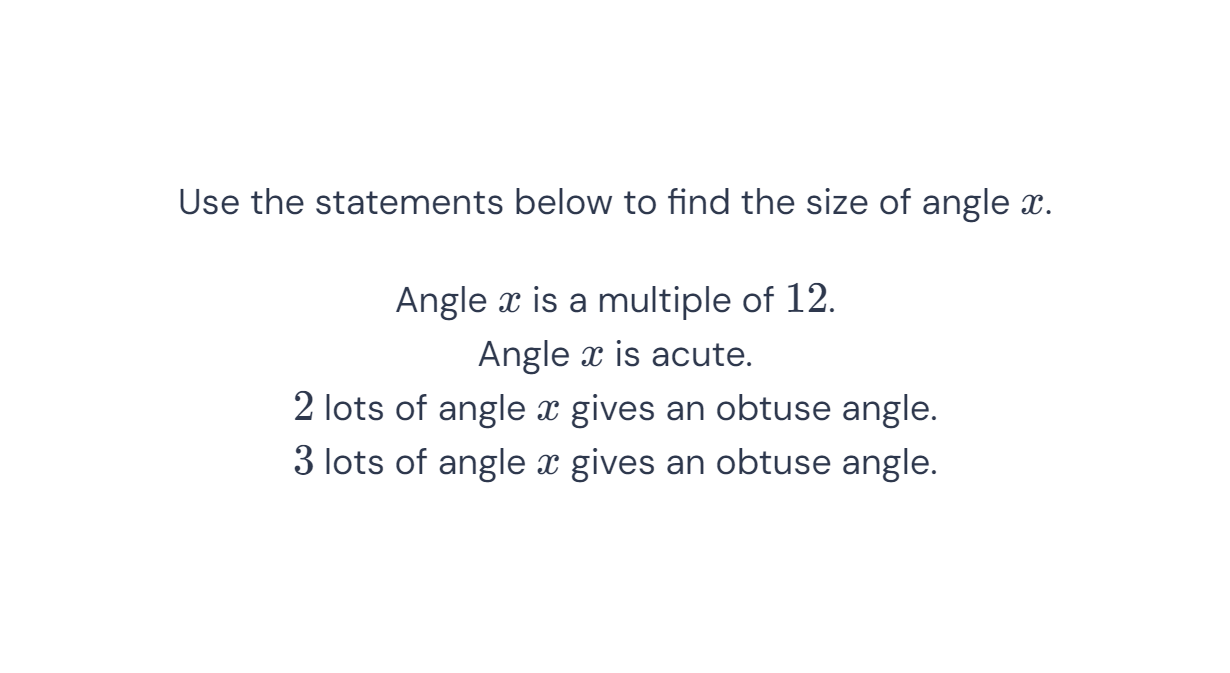 Use the statements below to find the size of angle x.
Angle x is a multiple of 12.
Angle x is acute.
2 lots of angle x gives an obtuse angle.
3 lots of angle x gives an obtuse angle.